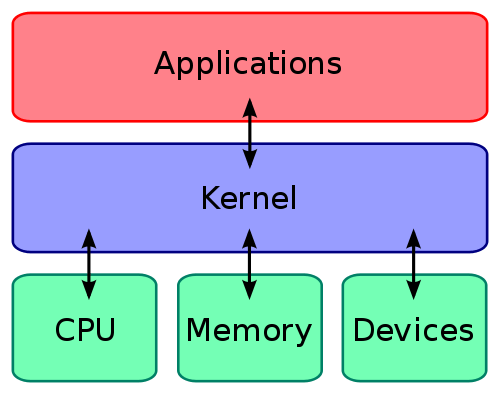 Applications
Kernel
CPU
Memory
Devices